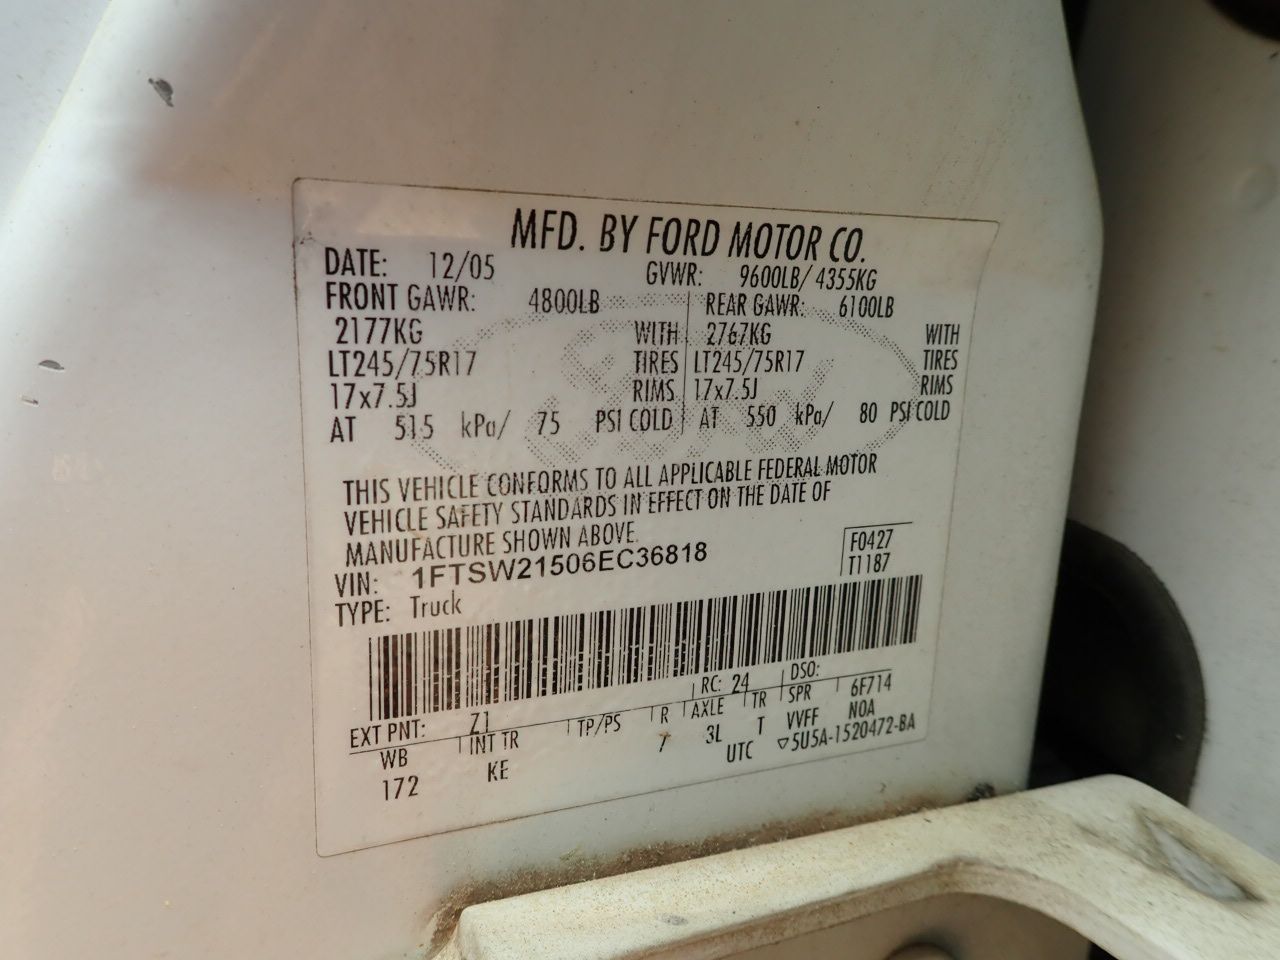 MFD. BY FORD MOTOR CO.
DATE: 12/05 GVWR: 9600LB/ 4355KG
FRONT GAWR: 4800LB REAR GAWR: 6100LB
2177KG WITH 2767KG WITH
LT245/75R17 TIRES LT245/75R17 TIRES
17x7.5J RIMS 17x7.5J RIMS
AT 515 kPa/ 75 PSI COLD AT 550 kPa/ 80 PSI COLD
THIS VEHICLE CONFORMS TO ALL APPLICABLE FEDERAL MOTOR
VEHICLE SAFETY STANDARDS IN EFFECT ON THE DATE OF
MANUFACTURE SHOWN ABOVE.
VIN: 1FTSW21506EC36818 F0427
TYPE: Truck T1187
RC: 24 DSO:
EXT PNT: Z1 TP/PS R AXLE TR SPR 6F714
WB INT TR 7 3L T VVFF NOA
172 KE UTC ▽5U5A-1520472-BA